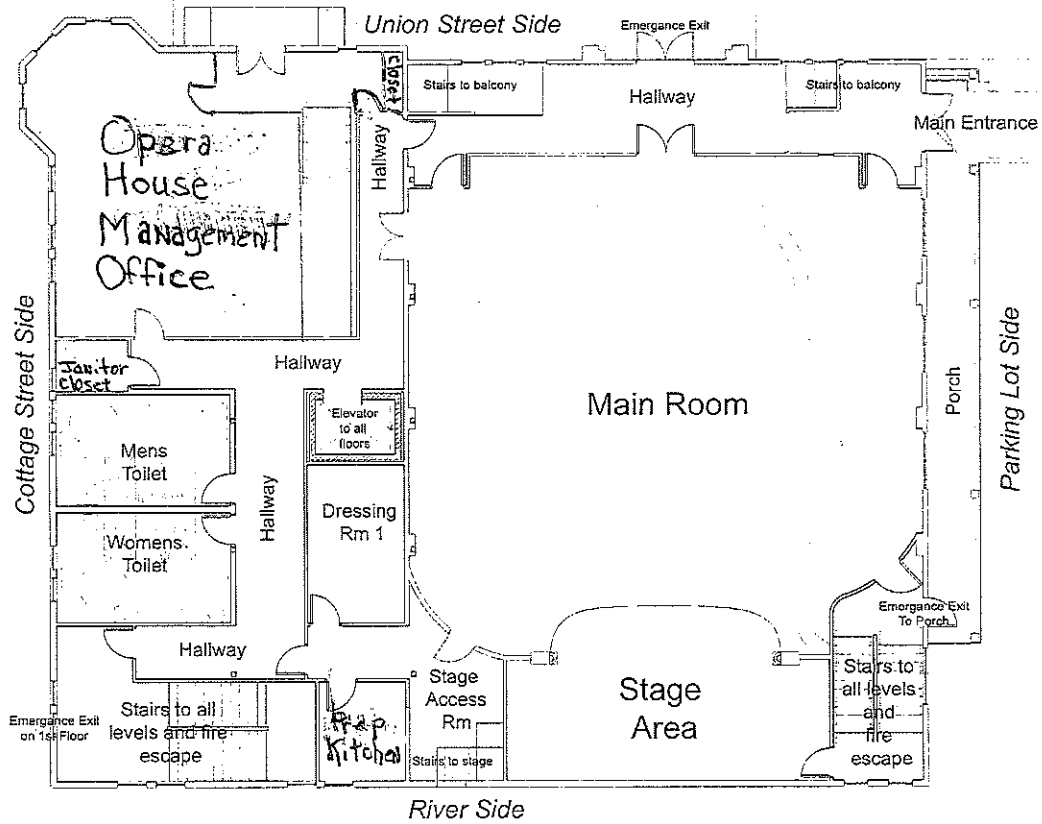 Union Street Side
Emergance Exit
closet
Stairs to balcony
Stairs to balcony
Hallway
Main Entrance
Hallway
Opera
House
Management
Office
Cottage Street Side
Parking Lot Side
Porch
Janitor
closet
Hallway
Elevator
to all
floors
Main Room
Mens
Toilet
Hallway
Dressing
Rm 1
Womens
Toilet
Emergance Exit
To Porch
Hallway
Stage
Access
Rm
Stage
Area
Stairs to
all levels
and
fire
escape
Emergance Exit
on 1st Floor
Stairs to all
levels and fire
escape
Prep
Kitchen
Stairs to stage
River Side